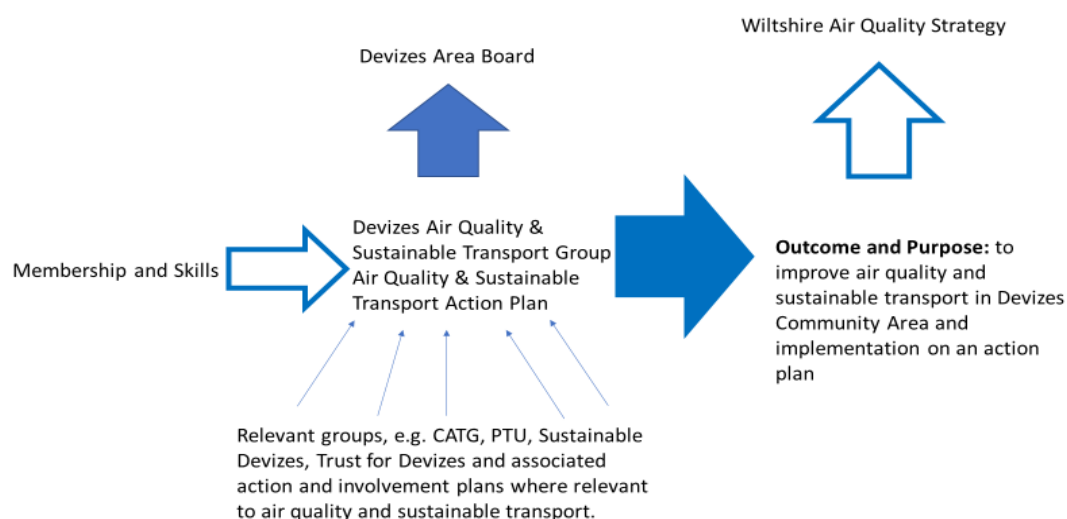 Wiltshire Air Quality Strategy
Devizes Area Board
Devizes Air Quality &
Sustainable Transport Group
Air Quality & Sustainable
Transport Action Plan
Membership and Skills
Outcome and Purpose: to
improve air quality and
sustainable transport in Devizes
Community Area and
implementation on an action
plan
Relevant groups, e.g. CATG, PTU, Sustainable
Devizes, Trust for Devizes and associated
action and involvement plans where relevant
to air quality and sustainable transport.